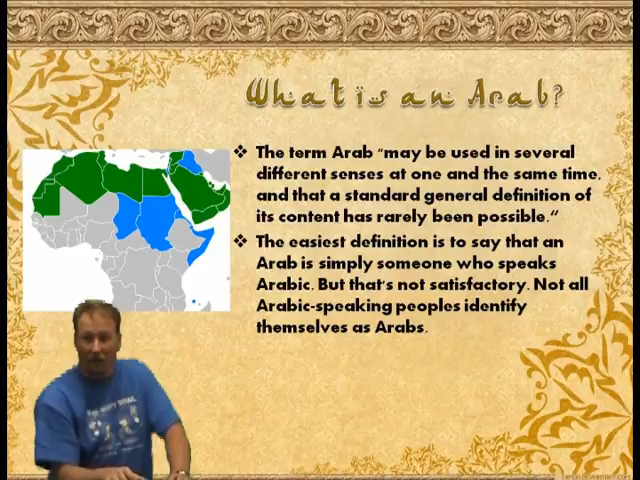 What is an Arab?
❖ The term Arab "may be used in several
different senses at one and the same time,
and that a standard general definition of
its content has rarely been possible."
❖ The easiest definition is to say that an
Arab is simply someone who speaks
Arabic. But that's not satisfactory. Not all
Arabic-speaking peoples identify
themselves as Arabs.